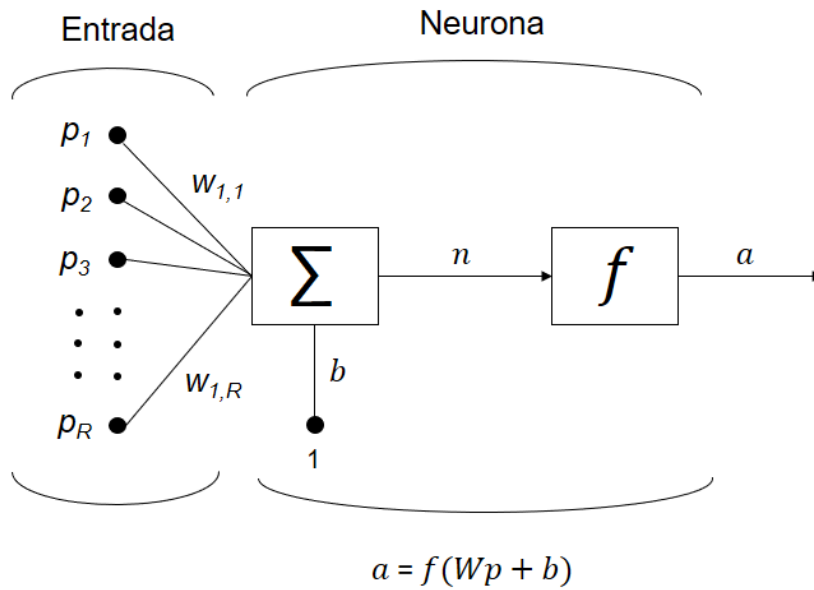 Entrada
Neurona
p1
w1,1
p2
p3
∑
n
f
a
w1,R
b
pR
1
a = f(Wp + b)